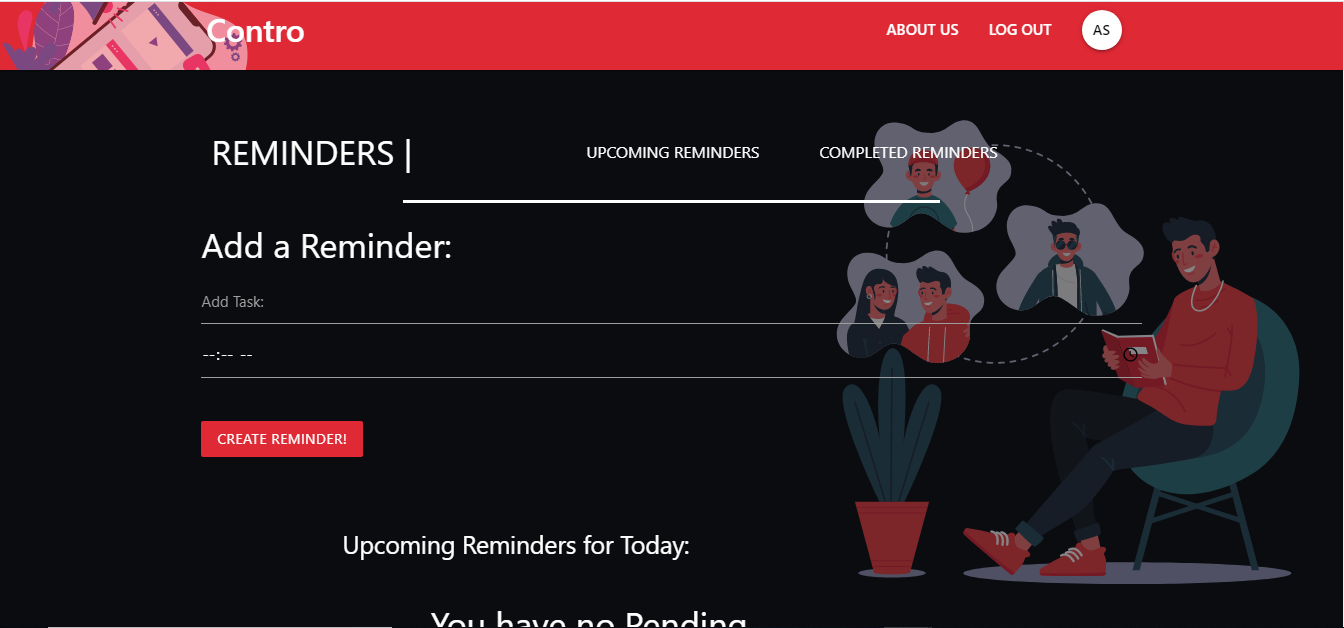 Contro
ABOUT US LOG OUT AS
REMINDERS | UPCOMING REMINDERS COMPLETED REMINDERS
Add a Reminder:
Add Task:
--:-- --
CREATE REMINDER!
Upcoming Reminders for Today:
You have no Pending